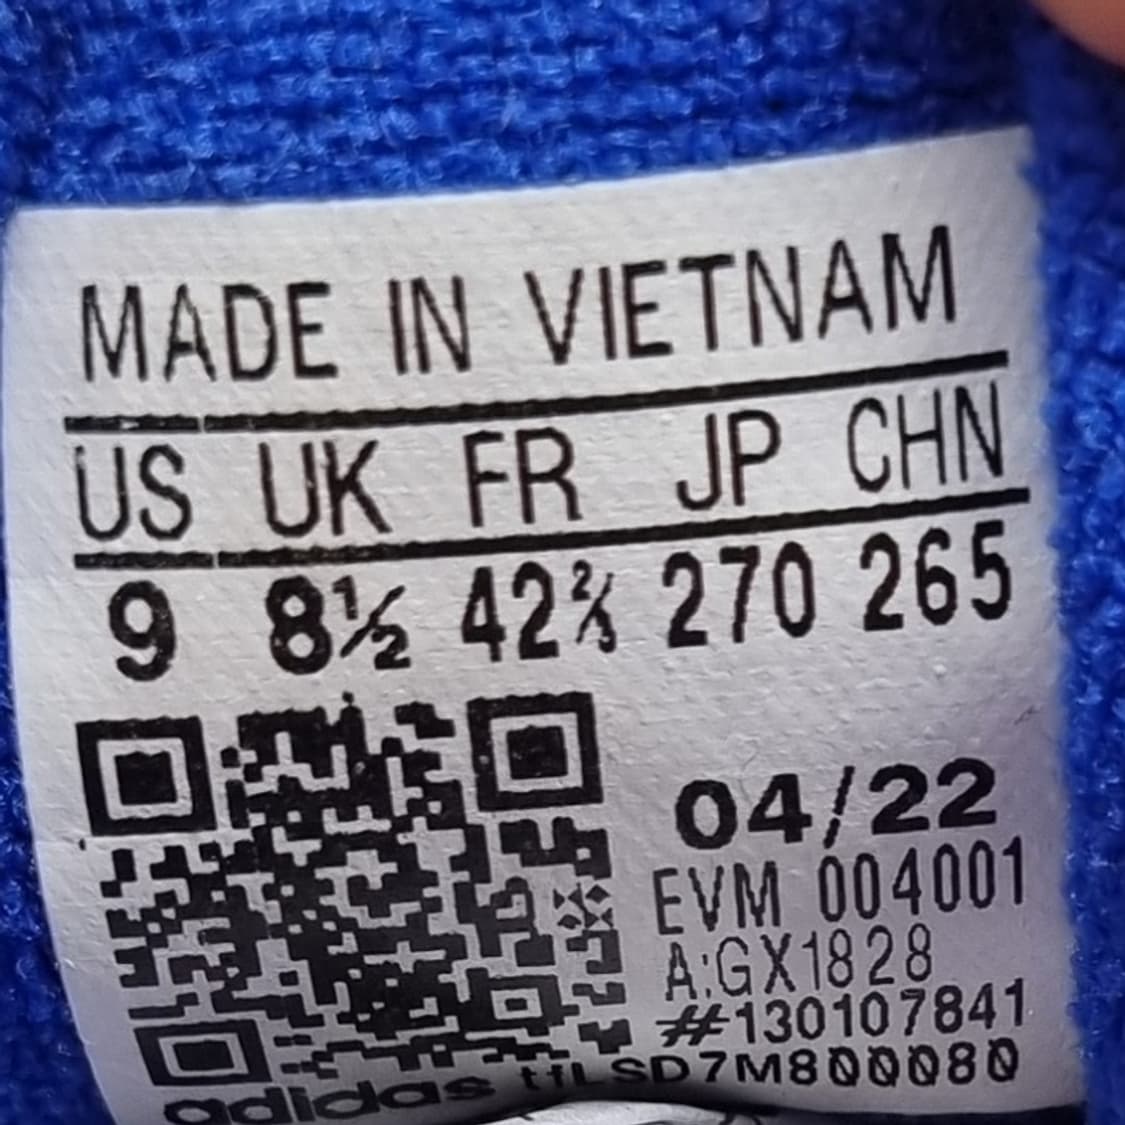 MADE IN VIETNAM
US UK FR JP CHN
9 8½ 42⅔ 270 265
04/22
EVM 004001
A:GX1828
#130107841
tfLSD7M800080
adidas